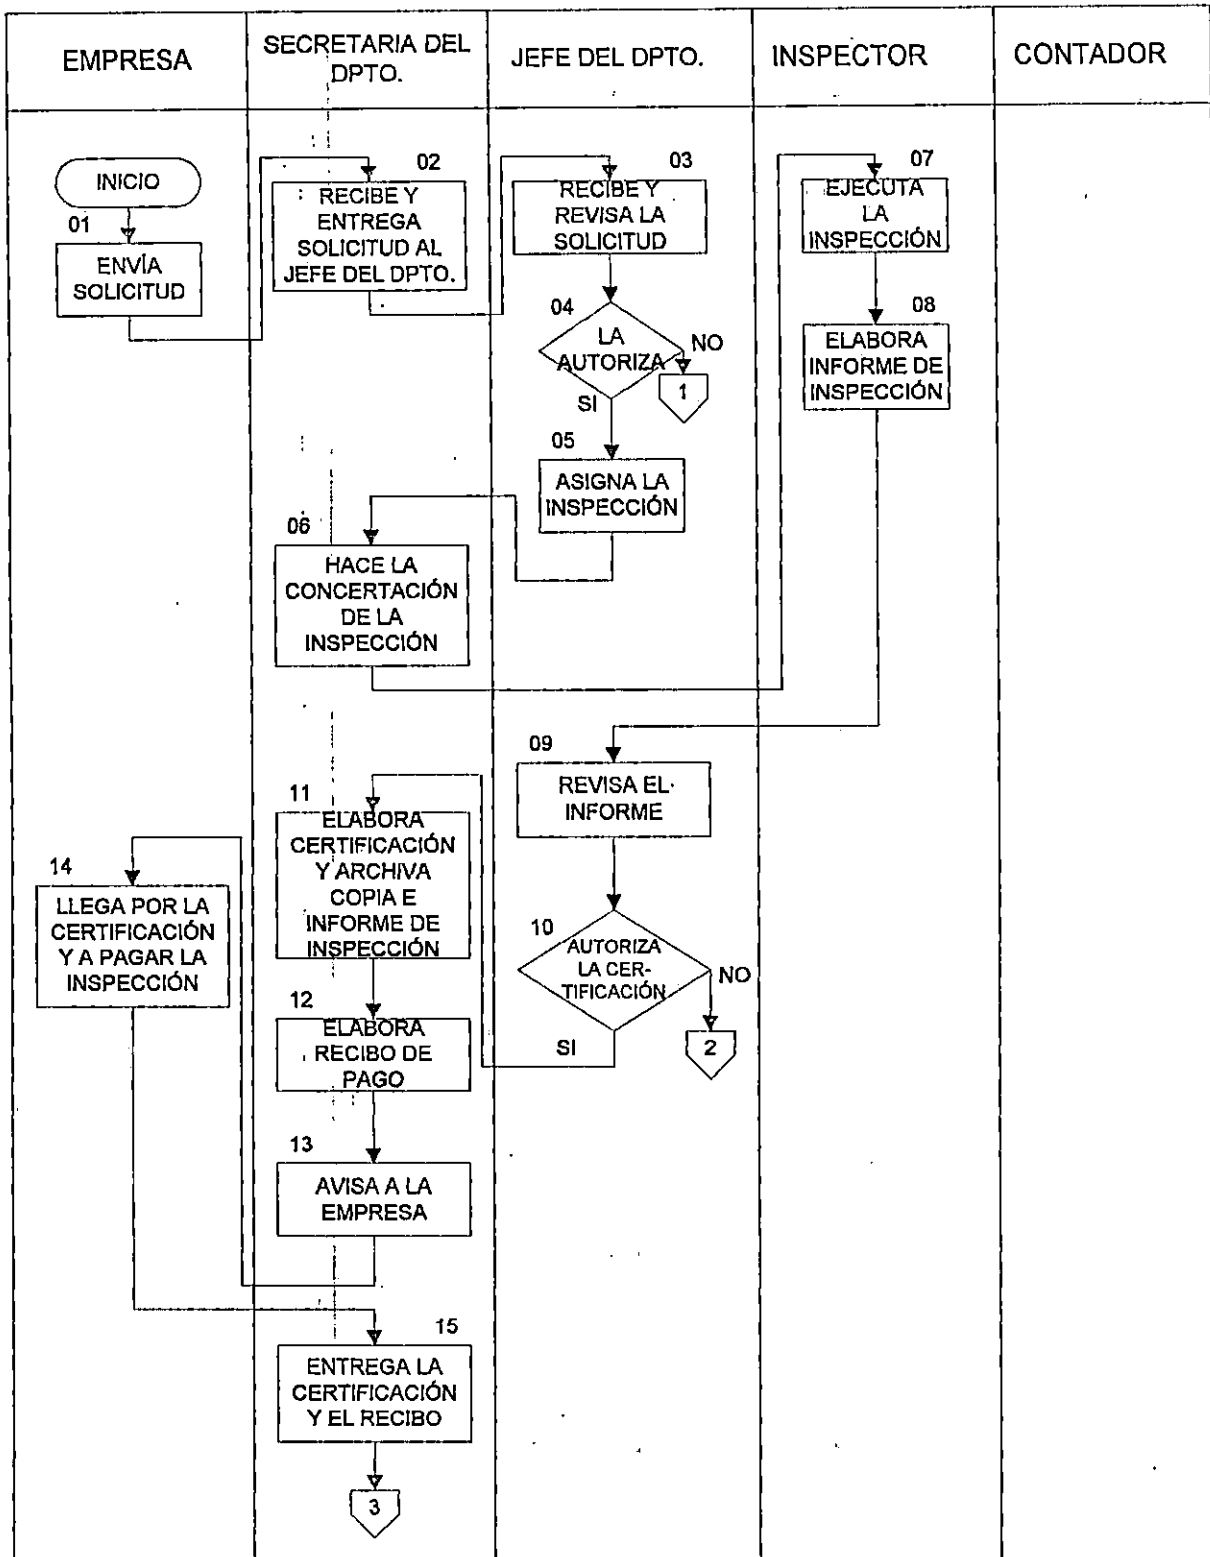 EMPRESA
SECRETARIA DEL
DPTO.
JEFE DEL DPTO.
INSPECTOR
CONTADOR
INICIO
01
ENVÍA
SOLICITUD
02
RECIBE Y
ENTREGA
SOLICITUD AL
JEFE DEL DPTO.
03
RECIBE Y
REVISA LA
SOLICITUD
04
LA
AUTORIZA
NO
1
SI
05
ASIGNA LA
INSPECCIÓN
06
HACE LA
CONCERTACIÓN
DE LA
INSPECCIÓN
07
EJECUTA
LA
INSPECCIÓN
08
ELABORA
INFORME DE
INSPECCIÓN
09
REVISA EL
INFORME
10
AUTORIZA
LA CER-
TIFICACIÓN
NO
2
SI
11
ELABORA
CERTIFICACIÓN
Y ARCHIVA
COPIA E
INFORME DE
INSPECCIÓN
12
ELABORA
RECIBO DE
PAGO
13
AVISA A LA
EMPRESA
14
LLEGA POR LA
CERTIFICACIÓN
Y A PAGAR LA
INSPECCIÓN
15
ENTREGA LA
CERTIFICACIÓN
Y EL RECIBO
3